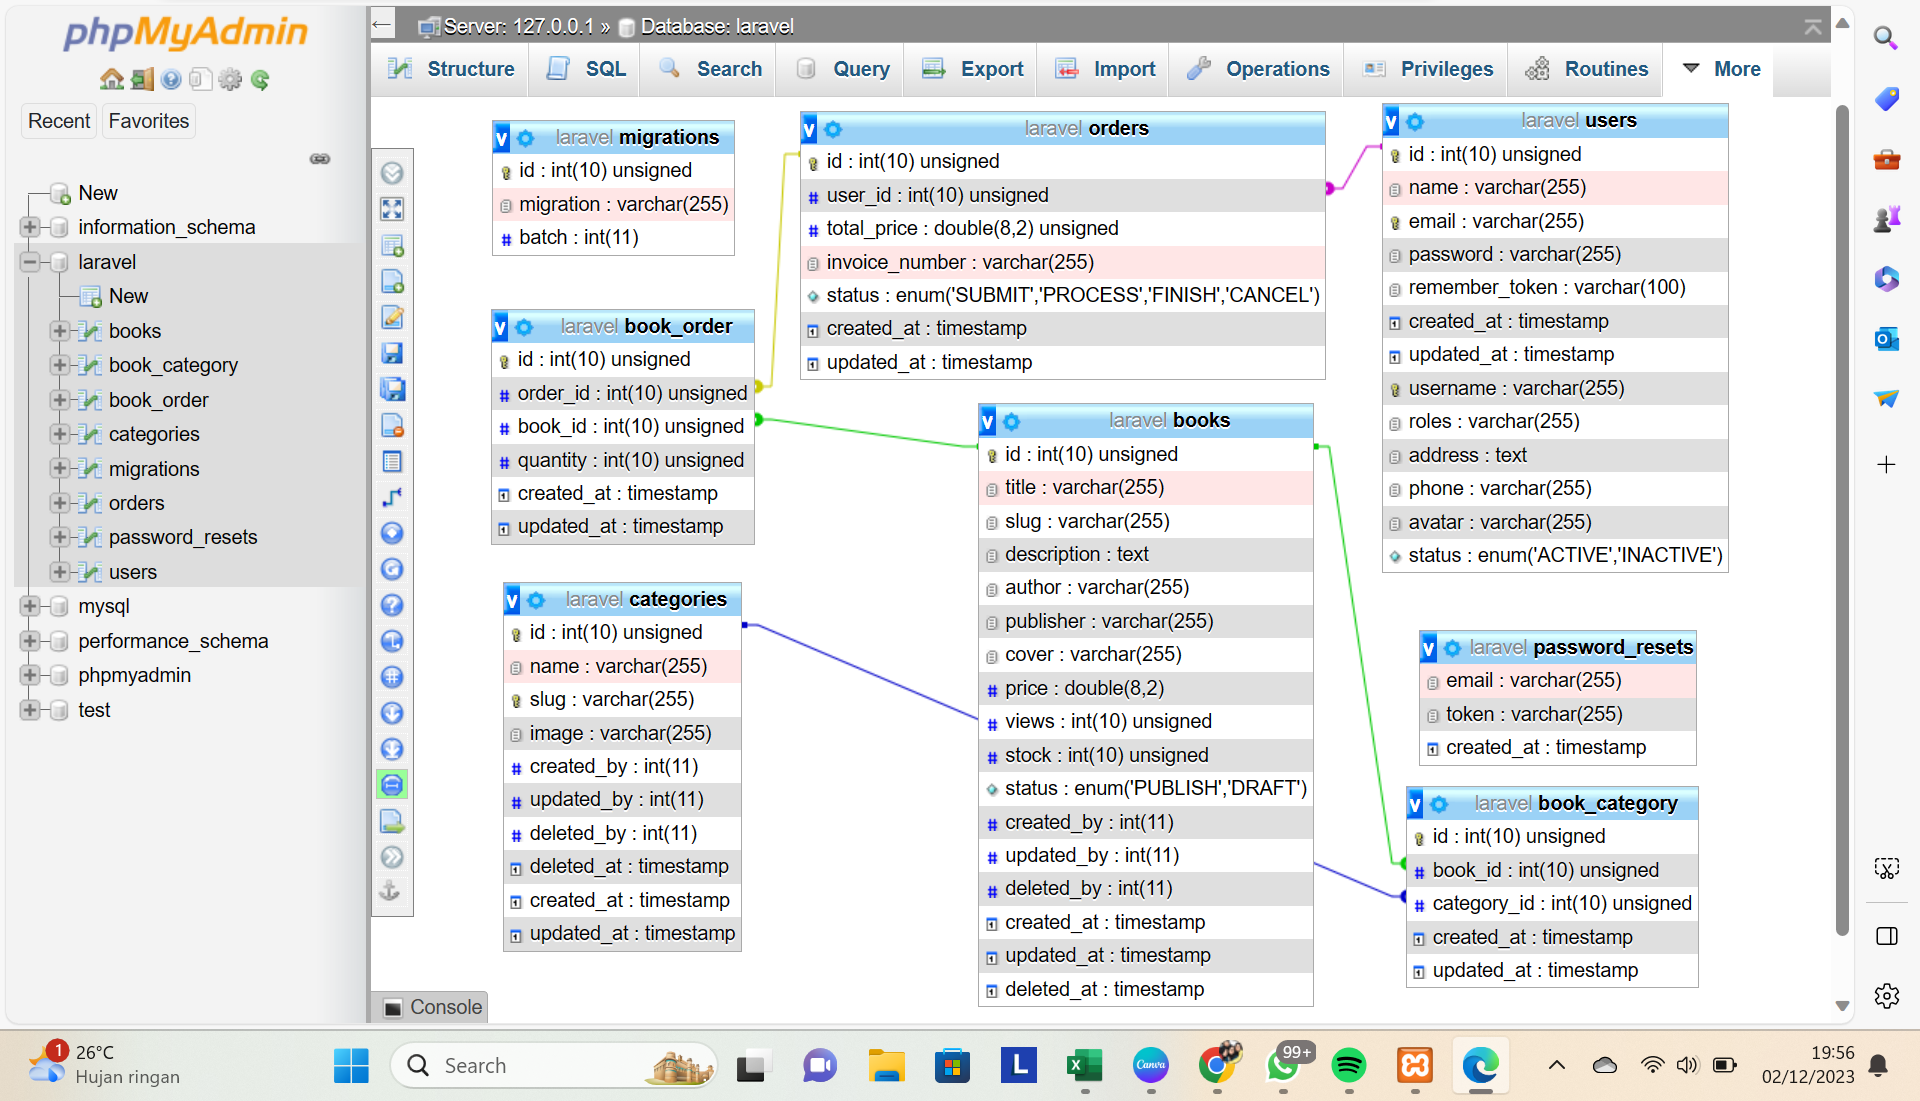 phpMyAdmin
Recent
Favorites
New
information_schema
laravel
New
books
book_category
book_order
categories
migrations
orders
password_resets
users
mysql
performance_schema
phpmyadmin
test
Server: 127.0.0.1 » Database: laravel
Structure
SQL
Search
Query
Export
Import
Operations
Privileges
Routines
More
v laravel migrations
id : int(10) unsigned
migration : varchar(255)
# batch : int(11)
v laravel book_order
id : int(10) unsigned
# order_id : int(10) unsigned
# book_id : int(10) unsigned
# quantity : int(10) unsigned
created_at : timestamp
updated_at : timestamp
v laravel categories
id : int(10) unsigned
name : varchar(255)
slug : varchar(255)
image : varchar(255)
# created_by : int(11)
# updated_by : int(11)
# deleted_by : int(11)
deleted_at : timestamp
created_at : timestamp
updated_at : timestamp
v laravel orders
id : int(10) unsigned
# user_id : int(10) unsigned
# total_price : double(8,2) unsigned
invoice_number : varchar(255)
status : enum('SUBMIT','PROCESS','FINISH','CANCEL')
created_at : timestamp
updated_at : timestamp
v laravel books
id : int(10) unsigned
title : varchar(255)
slug : varchar(255)
description : text
author : varchar(255)
publisher : varchar(255)
cover : varchar(255)
# price : double(8,2)
# views : int(10) unsigned
# stock : int(10) unsigned
status : enum('PUBLISH','DRAFT')
# created_by : int(11)
# updated_by : int(11)
# deleted_by : int(11)
created_at : timestamp
updated_at : timestamp
deleted_at : timestamp
v laravel users
id : int(10) unsigned
name : varchar(255)
email : varchar(255)
password : varchar(255)
remember_token : varchar(100)
created_at : timestamp
updated_at : timestamp
username : varchar(255)
roles : varchar(255)
address : text
phone : varchar(255)
avatar : varchar(255)
status : enum('ACTIVE','INACTIVE')
v laravel password_resets
email : varchar(255)
token : varchar(255)
created_at : timestamp
v laravel book_category
id : int(10) unsigned
# book_id : int(10) unsigned
# category_id : int(10) unsigned
created_at : timestamp
updated_at : timestamp
Console
1
26°C
Hujan ringan
Search
L
Canva
99+
19:56
02/12/2023